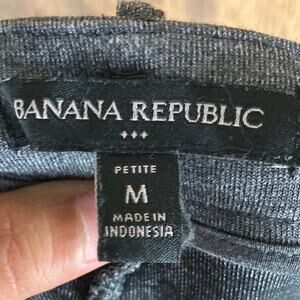 BANANA REPUBLIC
PETITE
M
MADE IN
INDONESIA